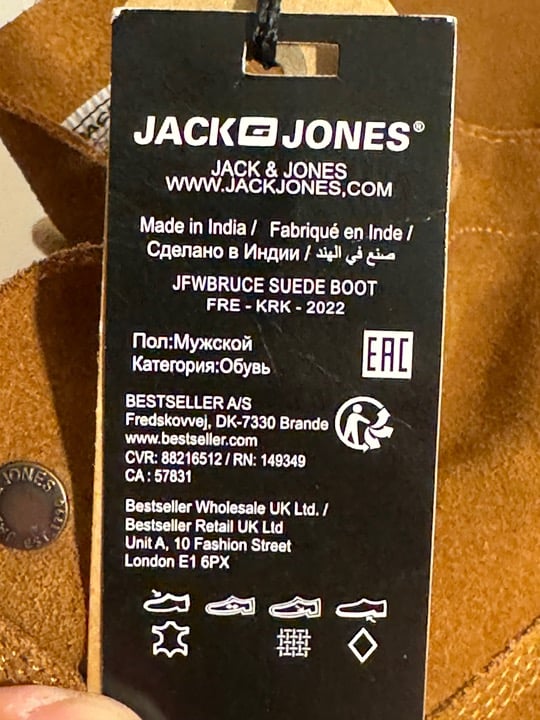 JACK JONES®
JACK & JONES
WWW.JACKJONES.COM
Made in India / Fabriqué en Inde /
Сделано в Индии / صنع في الهند
JFWBRUCE SUEDE BOOT
FRE - KRK - 2022
Пол:Мужской
Категория:Обувь
EAC
BESTSELLER A/S
Fredskovvej, DK-7330 Brande
www.bestseller.com
CVR: 88216512 / RN: 149349
CA : 57831
Bestseller Wholesale UK Ltd. /
Bestseller Retail UK Ltd
Unit A, 10 Fashion Street
London E1 6PX
JONES
JACK